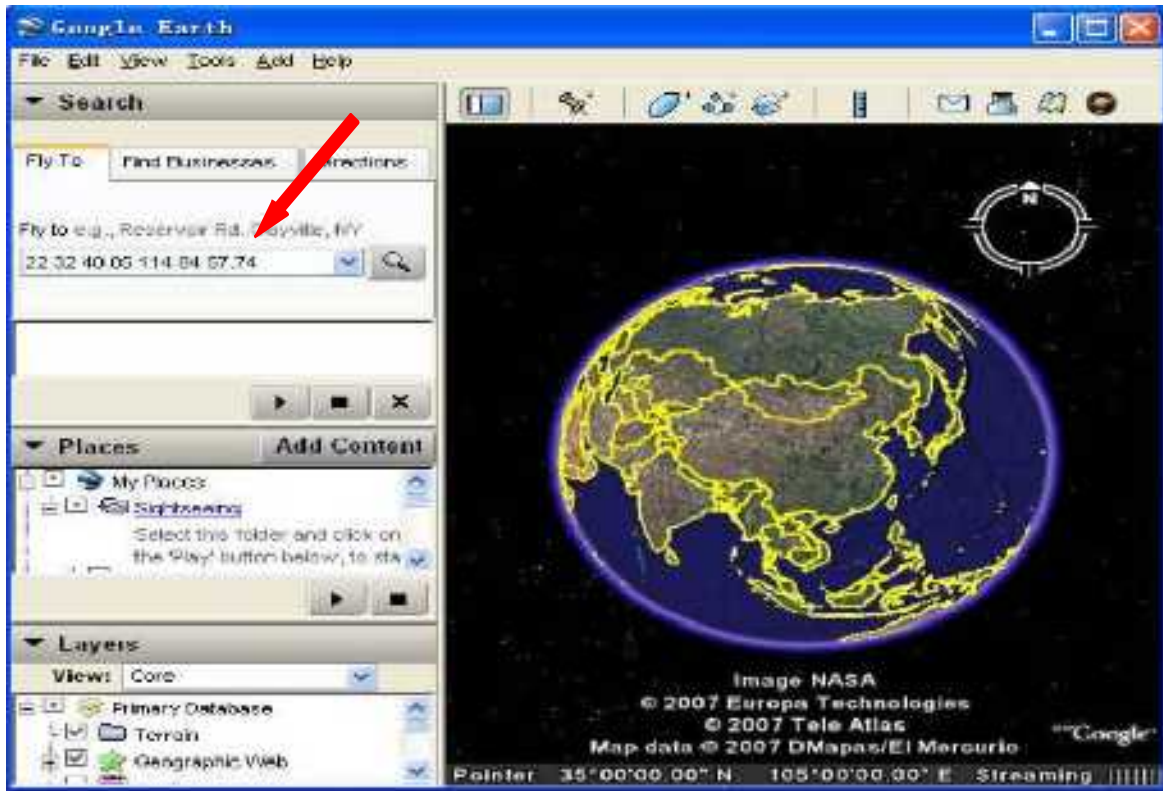 Google Earth
File Edit View Tools Add Help
Search
Fly To Find Businesses Directions
Fly to e.g., Reservoir Rd. NY
22 32 40.05 114 04 57.74
Places Add Content
My Places
Sightseeing
Select this folder and click on
the 'Play' button below, to sta
Layers
View: Core
Primary Database
Terrain
Geographic Web
N
Image NASA
© 2007 Europa Technologies
© 2007 Tele Atlas
Map data © 2007 DMapas/El Mercurio
Google
Pointer 35°00'00.00" N 105°00'00.00" E Streaming